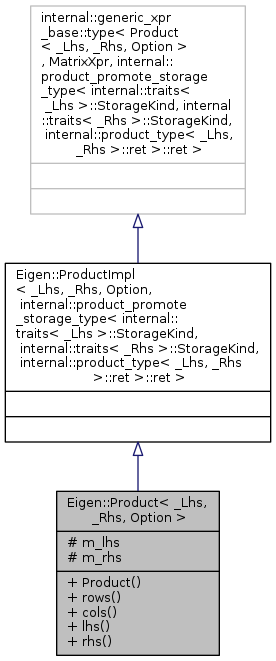 internal::generic_xpr
_base::type< Product
< _Lhs, _Rhs, Option >
, MatrixXpr, internal::
product_promote_storage
_type< internal::traits<
_Lhs >::StorageKind, internal
::traits< _Rhs >::StorageKind,
internal::product_type< _Lhs,
_Rhs >::ret >::ret >
Eigen::ProductImpl
< _Lhs, _Rhs, Option,
internal::product_promote
_storage_type< internal::
traits< _Lhs >::StorageKind,
internal::traits< _Rhs >::StorageKind,
internal::product_type< _Lhs, _Rhs
>::ret >::ret >
Eigen::Product< _Lhs,
_Rhs, Option >
# m_lhs
# m_rhs
+ Product()
+ rows()
+ cols()
+ lhs()
+ rhs()